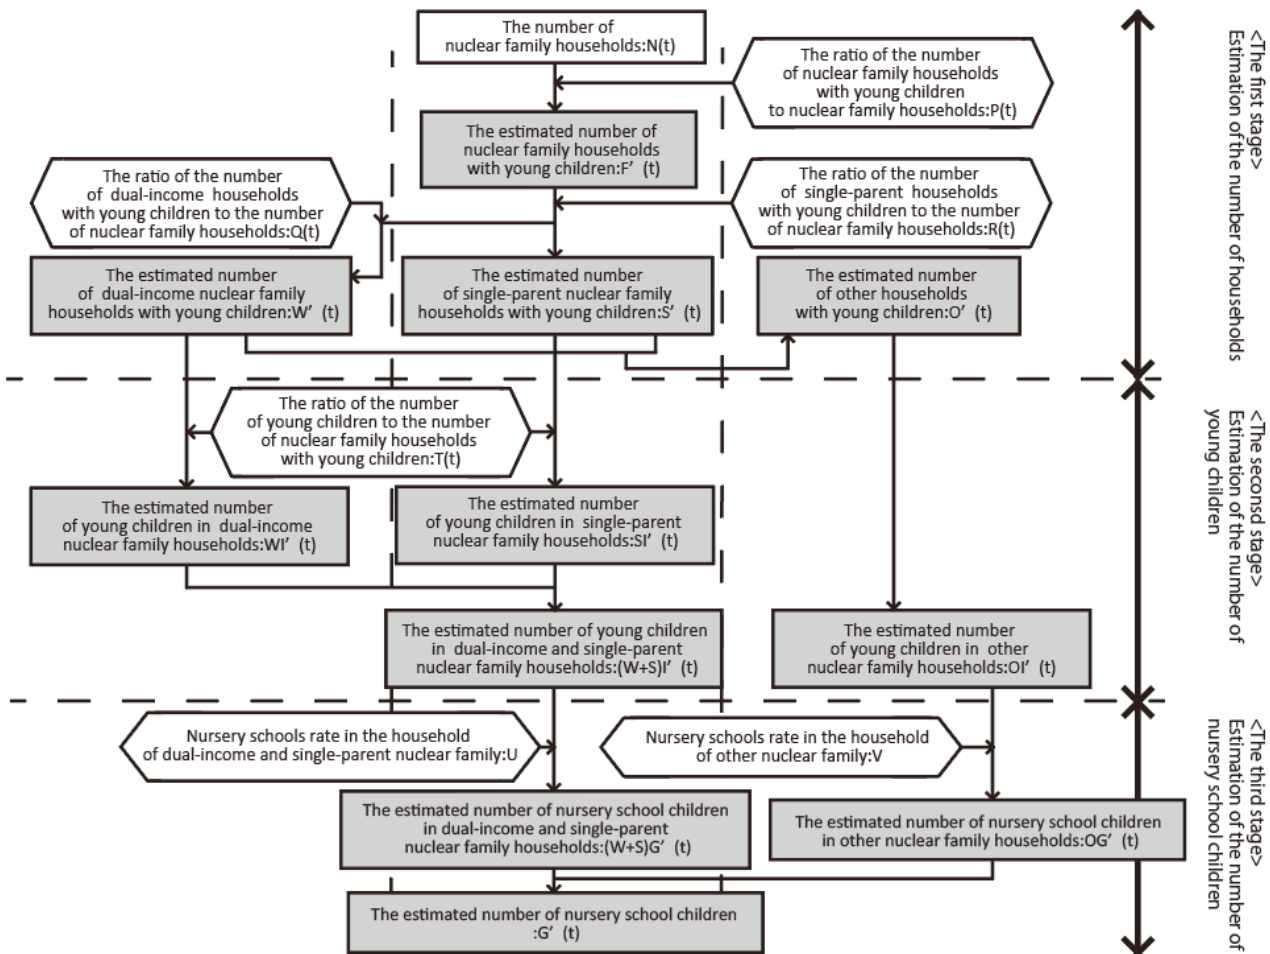 The number of
nuclear family households:N(t)
The ratio of the number
of nuclear family households
with young children
to nuclear family households:P(t)
The estimated number of
nuclear family households
with young children:F′ (t)
The ratio of the number
of dual-income households
with young children to the number
of nuclear family households:Q(t)
The ratio of the number
of single-parent households
with young children to the number
of nuclear family households:R(t)
The estimated number
of dual-income nuclear family
households with young children:W′ (t)
The estimated number
of single-parent nuclear family
households with young children:S′ (t)
The estimated number
of other households
with young children:O′ (t)
<The first stage>
Estimation of the number of households
The ratio of the number
of young children to the number
of nuclear family households
with young children:T(t)
The estimated number
of young children in dual-income
nuclear family households:WI′ (t)
The estimated number
of young children in single-parent
nuclear family households:SI′ (t)
The estimated number of young children
in dual-income and single-parent
nuclear family households:(W+S)I′ (t)
The estimated number
of young children in other
nuclear family households:OI′ (t)
<The seconsd stage>
Estimation of the number of
young children
Nursery schools rate in the household
of dual-income and single-parent nuclear family:U
Nursery schools rate in the household
of other nuclear family:V
The estimated number of nursery school children
in dual-income and single-parent
nuclear family households:(W+S)G′ (t)
The estimated number of nursery school children
in other nuclear family households:OG′ (t)
The estimated number of nursery school children
:G′ (t)
<The third stage>
Estimation of the number of
nursery school children